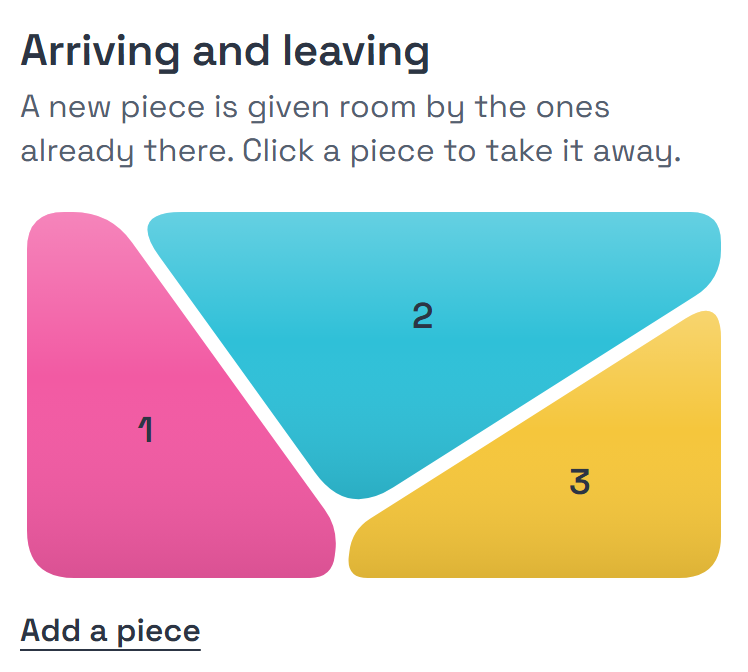 Arriving and leaving
A new piece is given room by the ones
already there. Click a piece to take it away.
2
1
3
Add a piece